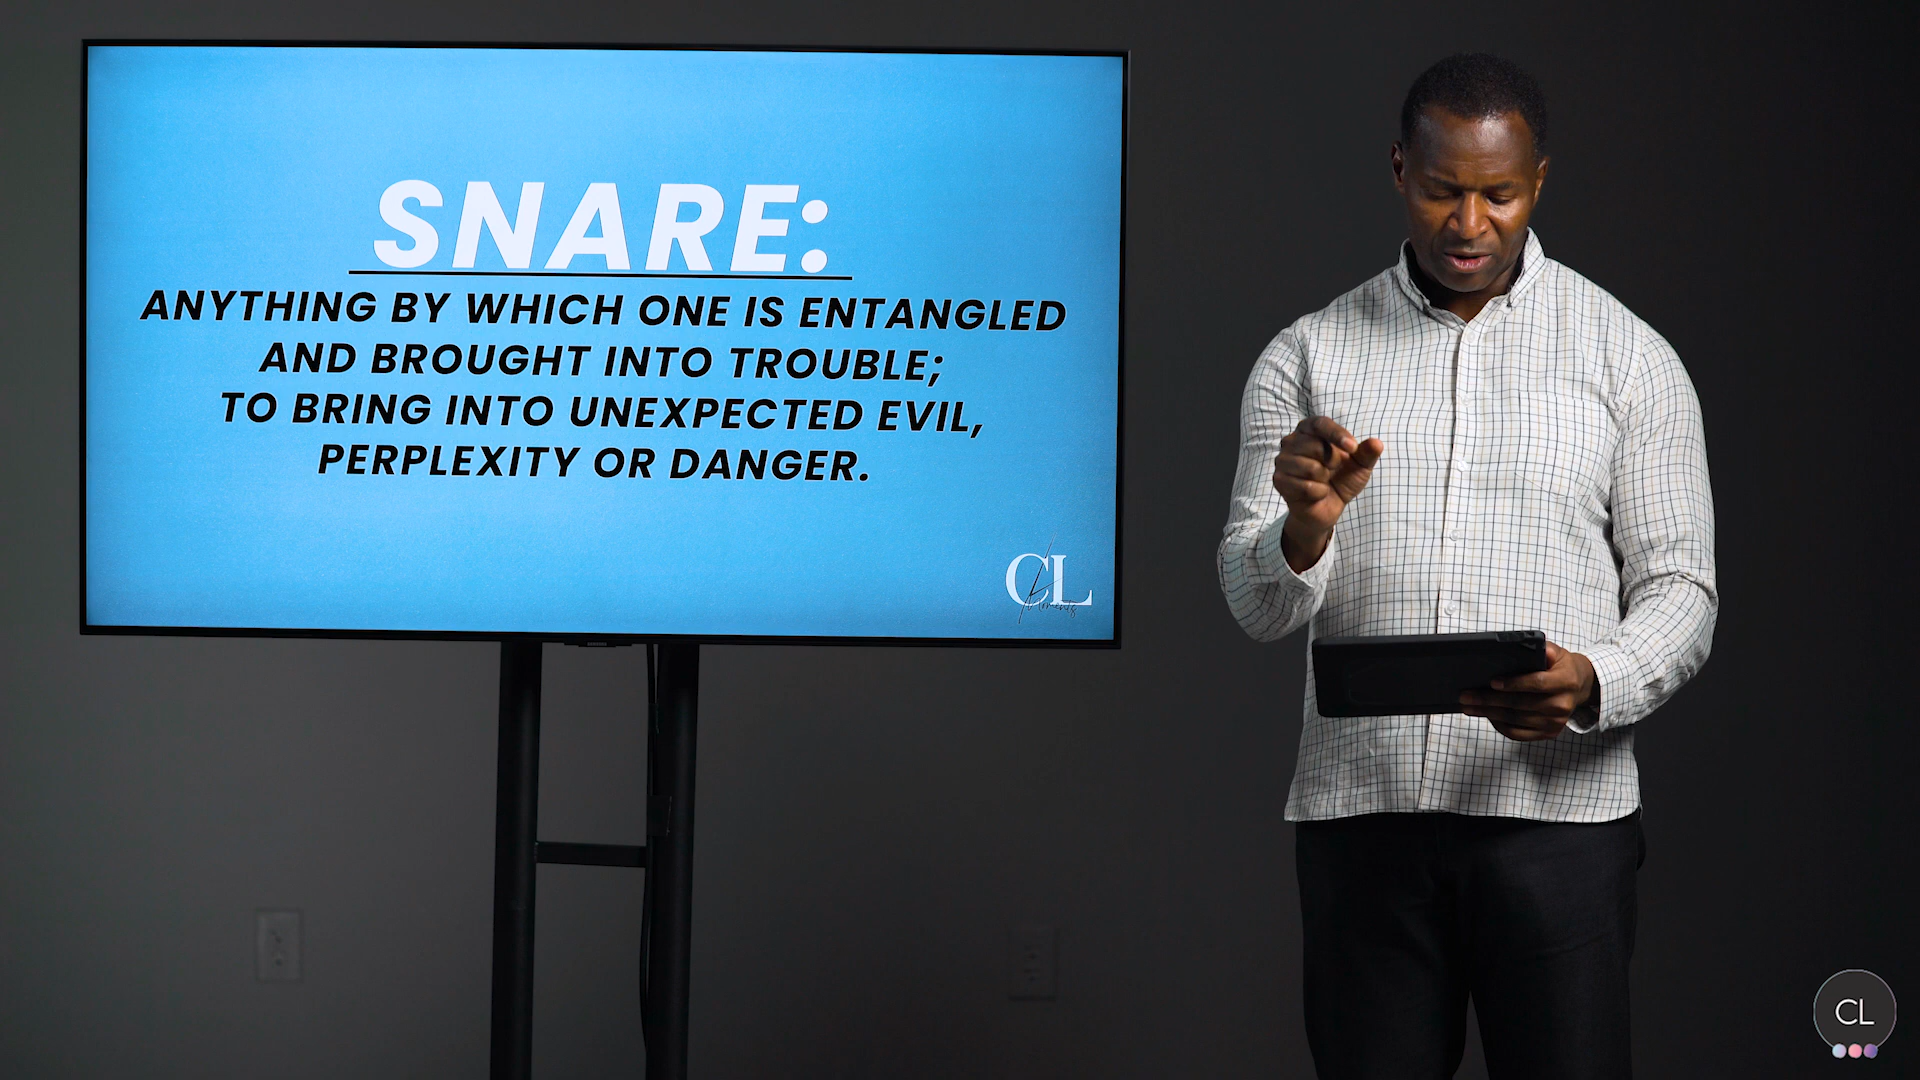 SNARE:
ANYTHING BY WHICH ONE IS ENTANGLED
AND BROUGHT INTO TROUBLE;
TO BRING INTO UNEXPECTED EVIL,
PERPLEXITY OR DANGER.
CL
Moments
CL